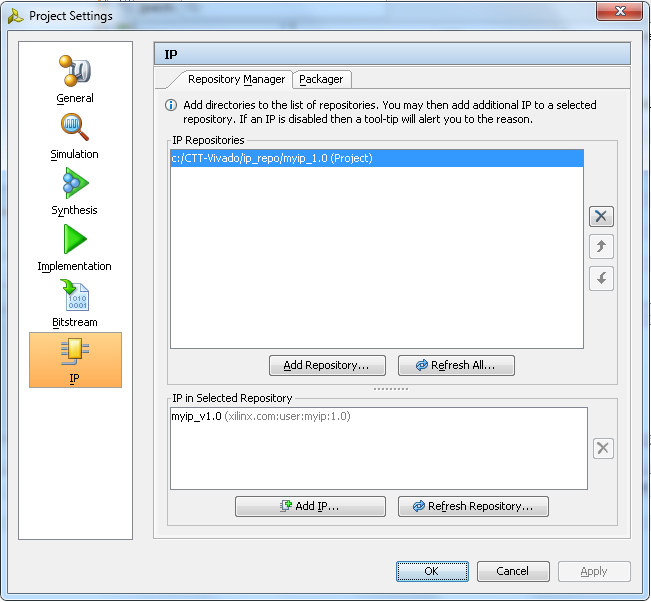 Project Settings
General
Simulation
Synthesis
Implementation
Bitstream
IP
IP
Repository Manager
Packager
Add directories to the list of repositories. You may then add additional IP to a selected
repository. If an IP is disabled then a tool-tip will alert you to the reason.
IP Repositories
c:/CTT-Vivado/ip_repo/myip_1.0 (Project)
Add Repository...
Refresh All...
IP in Selected Repository
myip_v1.0 (xilinx.com:user:myip:1.0)
Add IP...
Refresh Repository...
OK
Cancel
Apply